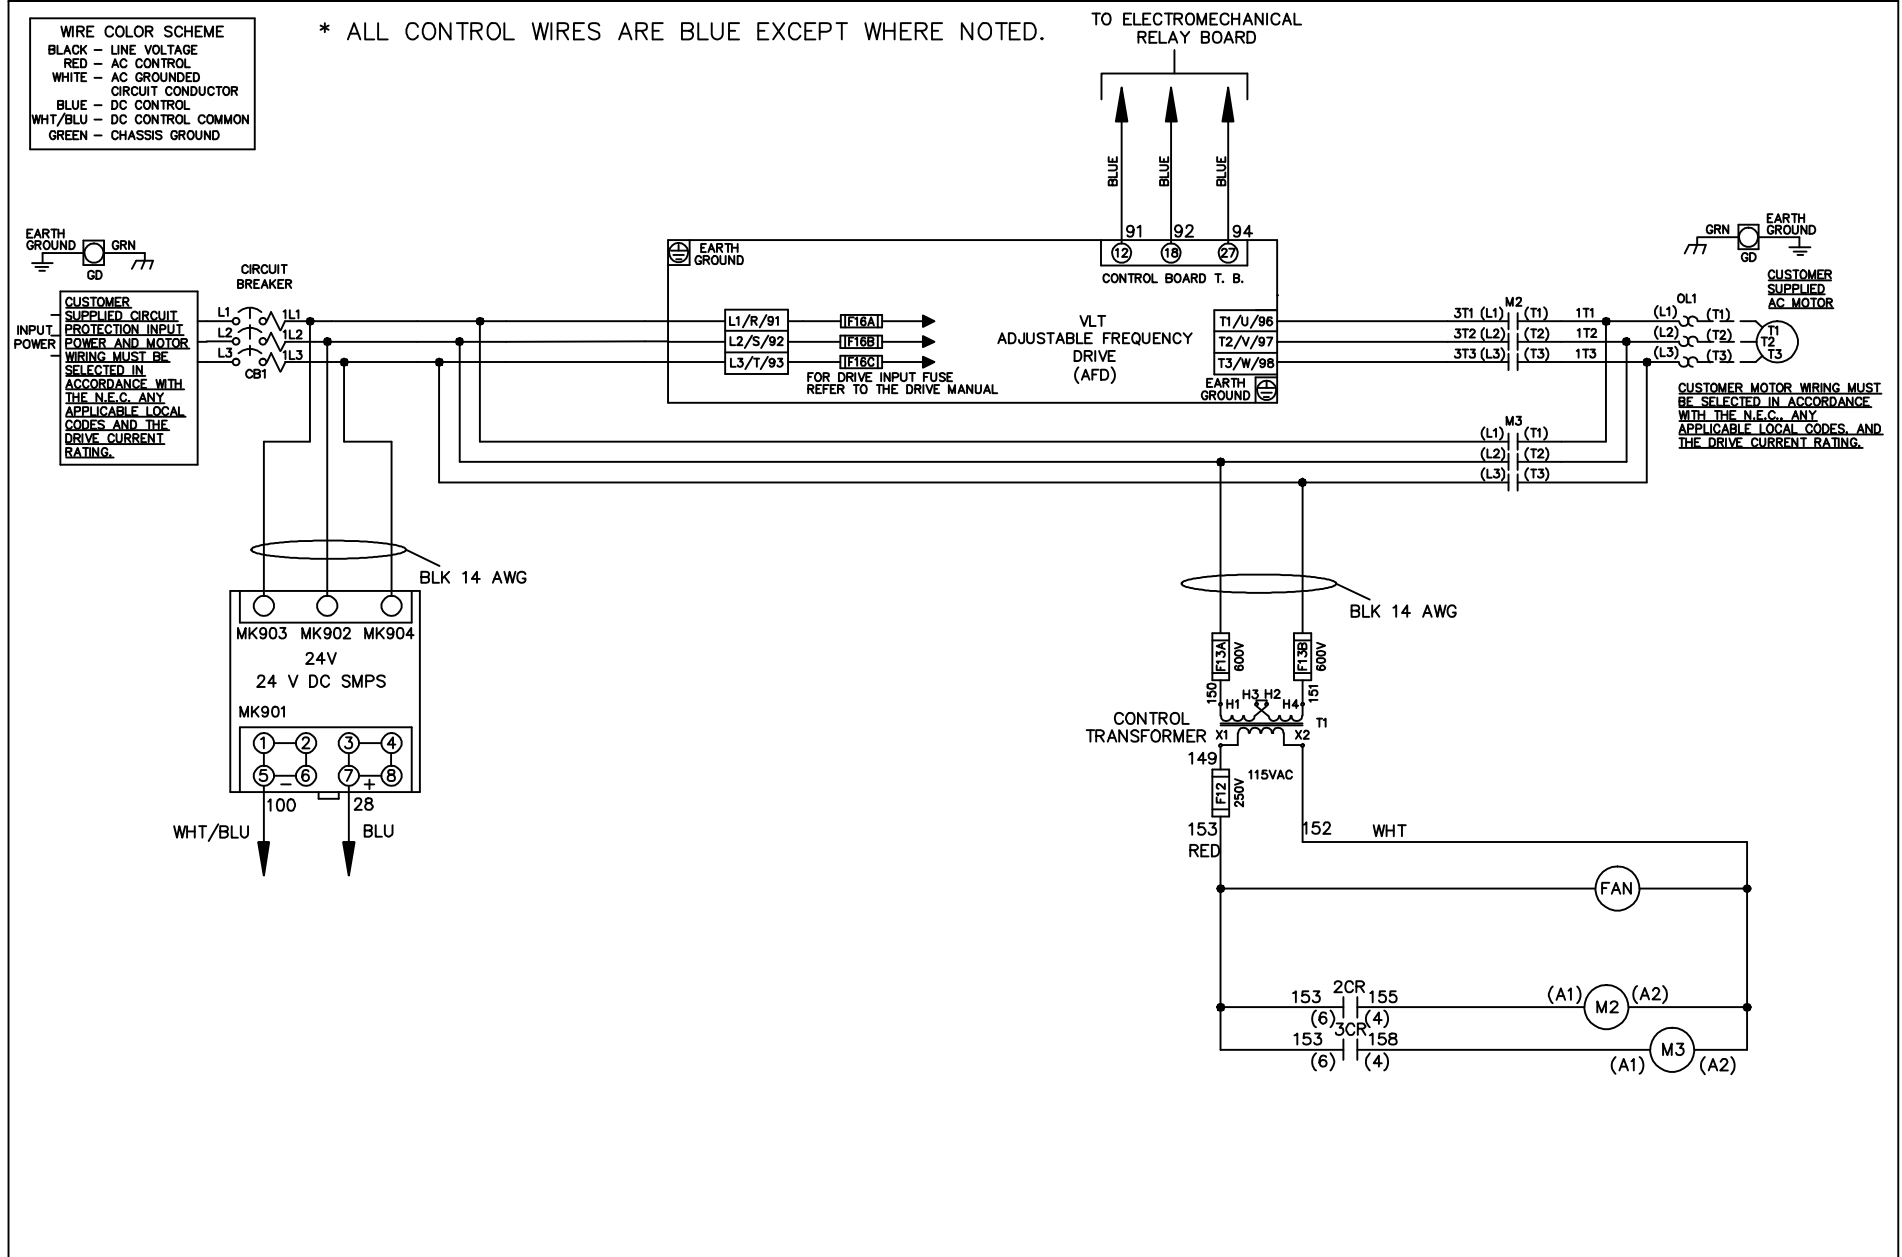 WIRE COLOR SCHEME
BLACK – LINE VOLTAGE
RED – AC CONTROL
WHITE – AC GROUNDED
CIRCUIT CONDUCTOR
BLUE – DC CONTROL
WHT/BLU – DC CONTROL COMMON
GREEN – CHASSIS GROUND
* ALL CONTROL WIRES ARE BLUE EXCEPT WHERE NOTED.
TO ELECTROMECHANICAL
RELAY BOARD
BLUE
BLUE
BLUE
91
92
94
12
18
27
CONTROL BOARD T. B.
EARTH
GROUND
GRN
GD
INPUT
POWER
CUSTOMER
SUPPLIED CIRCUIT
PROTECTION INPUT
POWER AND MOTOR
WIRING MUST BE
SELECTED IN
ACCORDANCE WITH
THE N.E.C. ANY
APPLICABLE LOCAL
CODES AND THE
DRIVE CURRENT
RATING.
CIRCUIT
BREAKER
L1
1L1
L2
1L2
L3
1L3
CB1
EARTH
GROUND
L1/R/91
L2/S/92
L3/T/93
F16A
F16B
F16C
FOR DRIVE INPUT FUSE
REFER TO THE DRIVE MANUAL
VLT
ADJUSTABLE FREQUENCY
DRIVE
(AFD)
T1/U/96
T2/V/97
T3/W/98
EARTH
GROUND
M2
3T1 (L1) (T1) 1T1
3T2 (L2) (T2) 1T2
3T3 (L3) (T3) 1T3
M3
(L1) (T1)
(L2) (T2)
(L3) (T3)
OL1
(L1) (T1)
(L2) (T2)
(L3) (T3)
T1
T2
T3
GRN
GD
EARTH
GROUND
CUSTOMER
SUPPLIED
AC MOTOR
CUSTOMER MOTOR WIRING MUST
BE SELECTED IN ACCORDANCE
WITH THE N.E.C., ANY
APPLICABLE LOCAL CODES, AND
THE DRIVE CURRENT RATING.
BLK 14 AWG
MK903 MK902 MK904
24V
24 V DC SMPS
MK901
1 2 3 4
5 – 6 7 + 8
100
28
WHT/BLU
BLU
BLK 14 AWG
F13A
600V
F13B
600V
150
151
H1 H3 H2 H4
T1
CONTROL
TRANSFORMER
X1
X2
149
115VAC
F12
250V
153
RED
152
WHT
FAN
2CR
153 155
(6) (4)
(A1) M2 (A2)
3CR
153 158
(6) (4)
(A1) M3 (A2)